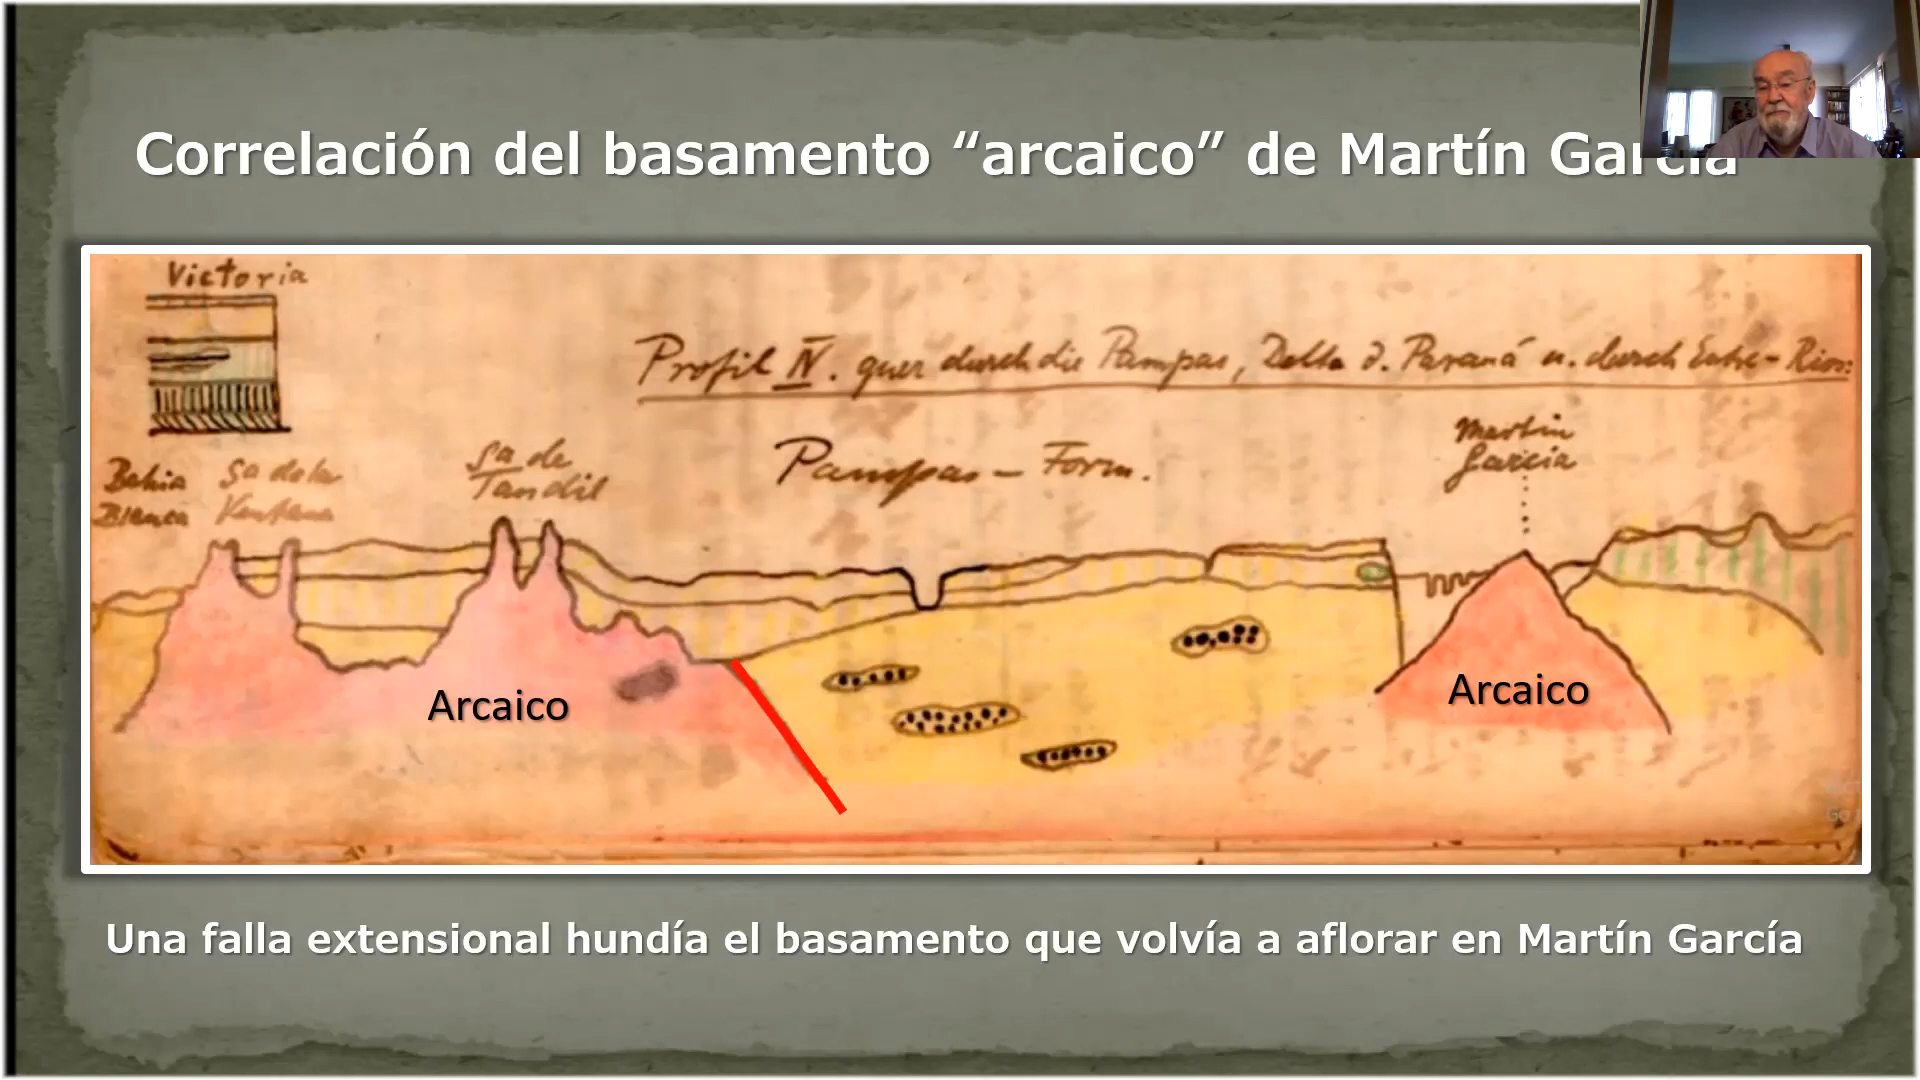 Correlación del basamento “arcaico” de Martín García
Victoria
Profil IV. quer durch die Pampas, Delta d. Paraná u. durch Entre-Rios:
Bahia
Blanca
Sa de la
Ventana
Sa de
Tandil
Pampas - Form.
Martin
Garcia
Arcaico
Arcaico
Una falla extensional hundía el basamento que volvía a aflorar en Martín García